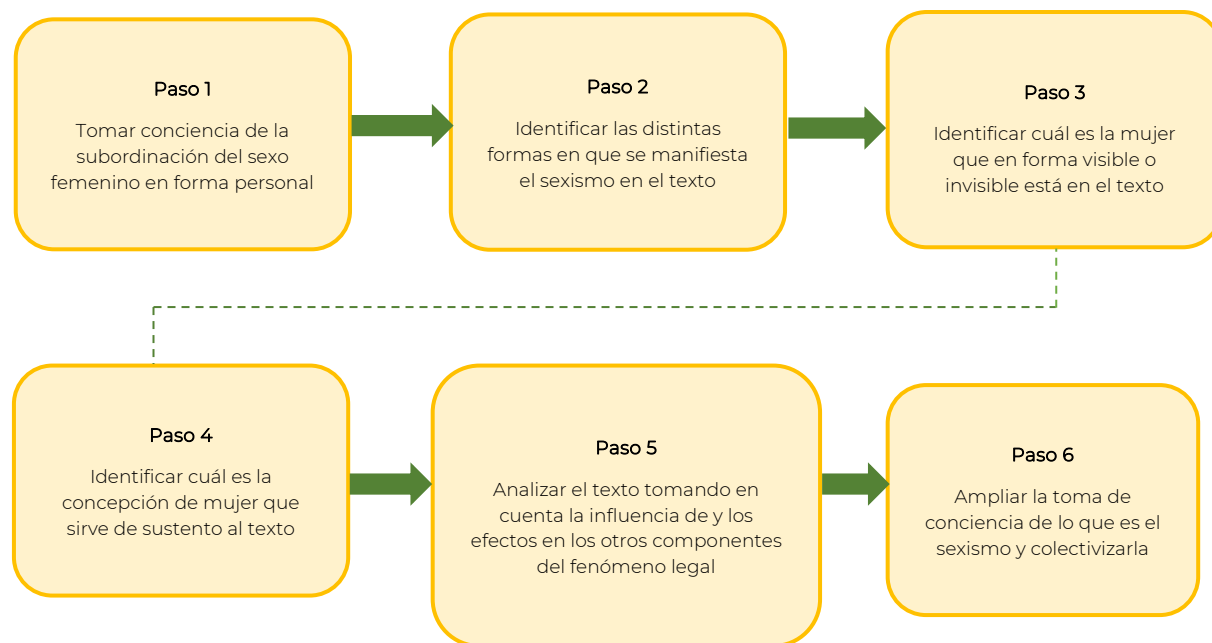 Paso 1
Tomar conciencia de la
subordinación del sexo
femenino en forma personal
Paso 2
Identificar las distintas
formas en que se manifiesta
el sexismo en el texto
Paso 3
Identificar cuál es la mujer
que en forma visible o
invisible está en el texto
Paso 4
Identificar cuál es la
concepción de mujer que
sirve de sustento al texto
Paso 5
Analizar el texto tomando en
cuenta la influencia de y los
efectos en los otros componentes
del fenómeno legal
Paso 6
Ampliar la toma de
conciencia de lo que es el
sexismo y colectivizarla